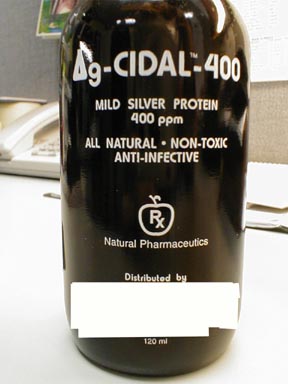 Ag-CIDAL™-400
MILD SILVER PROTEIN
400 ppm
ALL NATURAL • NON-TOXIC
ANTI-INFECTIVE
Rx
Natural Pharmaceutics
Distributed by
120 ml